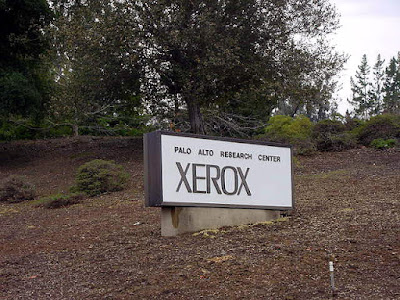 PALO ALTO RESEARCH CENTER
XEROX